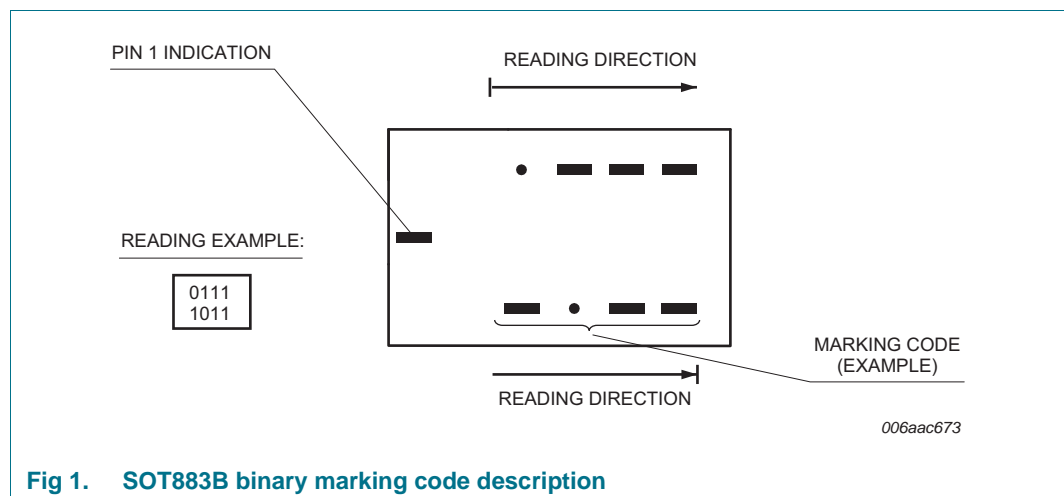 PIN 1 INDICATION
READING DIRECTION
READING EXAMPLE:
0111
1011
MARKING CODE
(EXAMPLE)
READING DIRECTION
006aac673
Fig 1. SOT883B binary marking code description